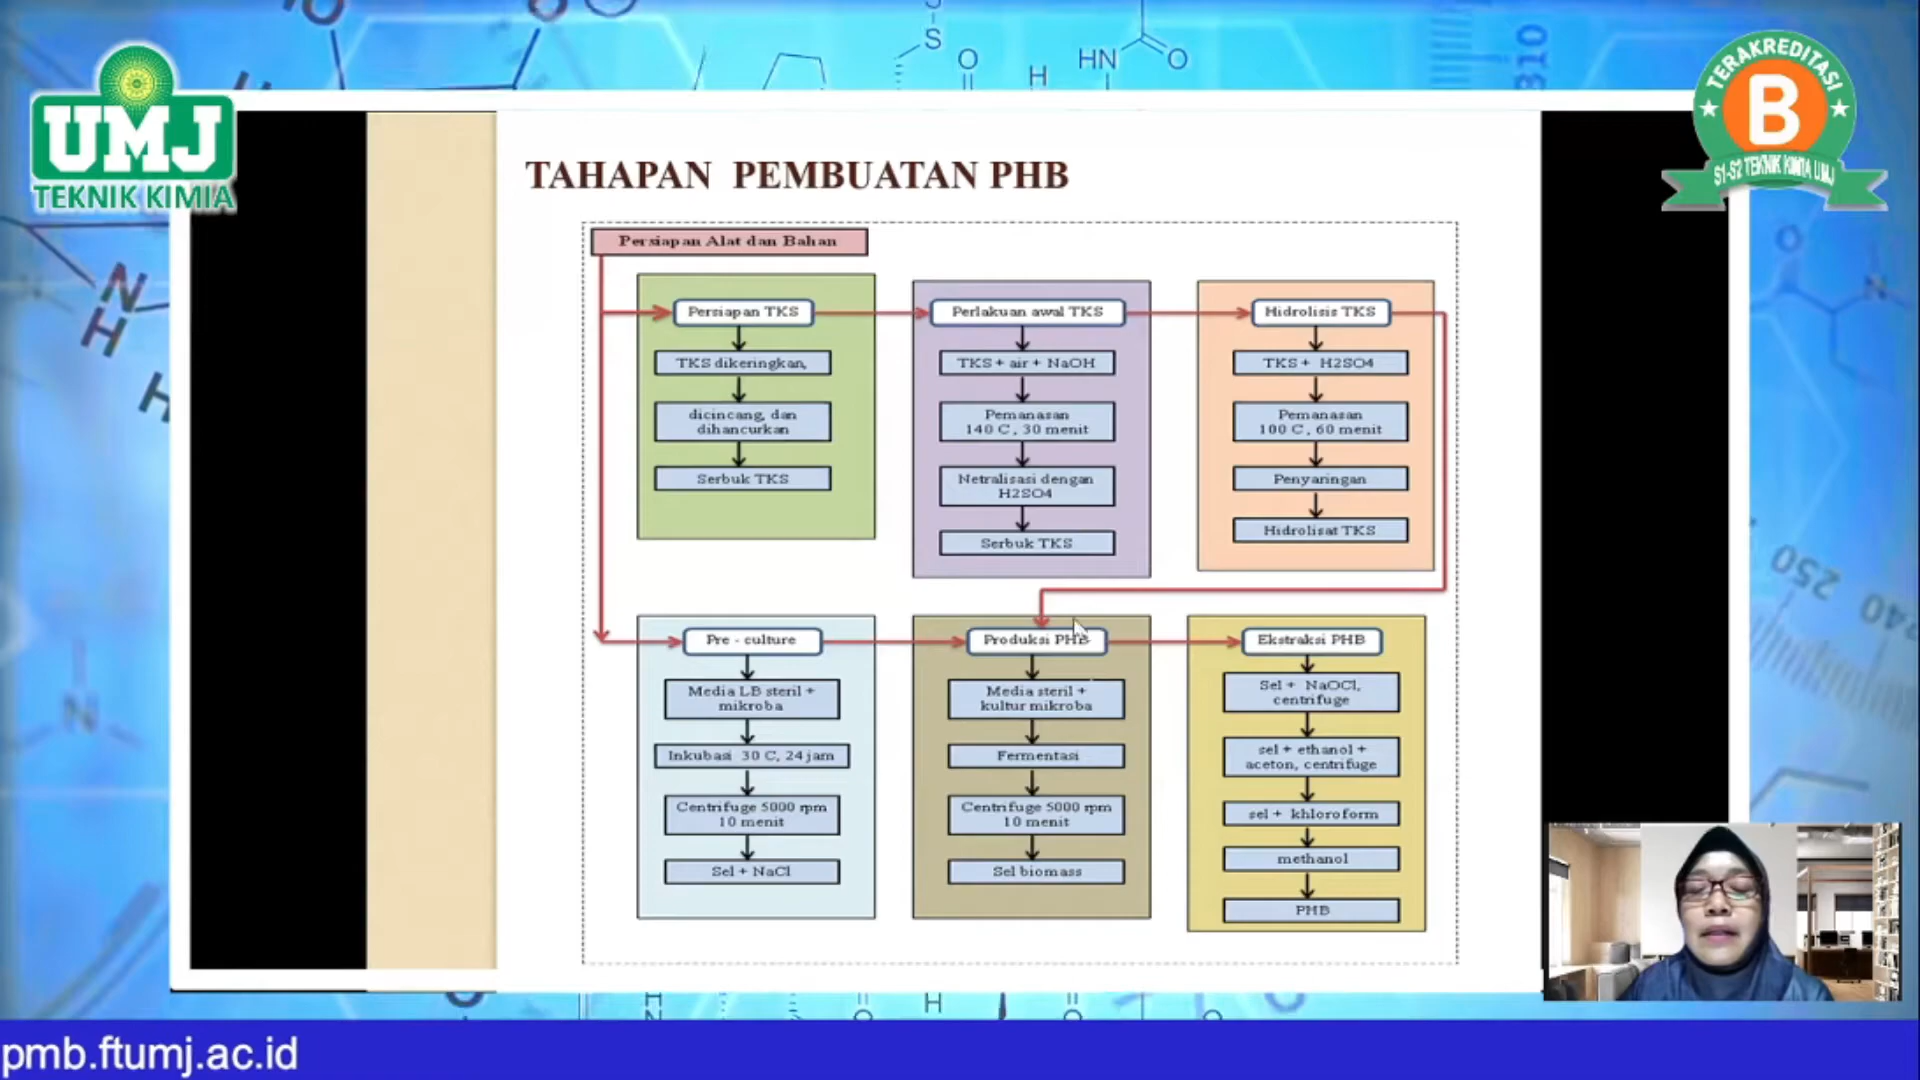 TERAKREDITASI
B
S1-S2 TEKNIK KIMIA UMJ
UMJ
TEKNIK KIMIA
TAHAPAN PEMBUATAN PHB
Persiapan Alat dan Bahan
Persiapan TKS
TKS dikeringkan,
dicincang, dan
dihancurkan
Serbuk TKS
Perlakuan awal TKS
TKS + air + NaOH
Pemanasan
140 C, 30 menit
Netralisasi dengan
H2SO4
Serbuk TKS
Hidrolisis TKS
TKS + H2SO4
Pemanasan
100 C, 60 menit
Penyaringan
Hidrolisat TKS
Pre - culture
Media LB steril +
mikroba
Inkubasi 30 C, 24 jam
Centrifuge 5000 rpm
10 menit
Sel + NaCl
Produksi PHB
Media steril +
kultur mikroba
Fermentasi
Centrifuge 5000 rpm
10 menit
Sel biomass
Ekstraksi PHB
Sel + NaOCl,
centrifuge
sel + ethanol +
aceton, centrifuge
sel + khloroform
methanol
PHB
S
O
H
HN
O
N
H
H
N
O
250
240
H
N
H
pmb.ftumj.ac.id